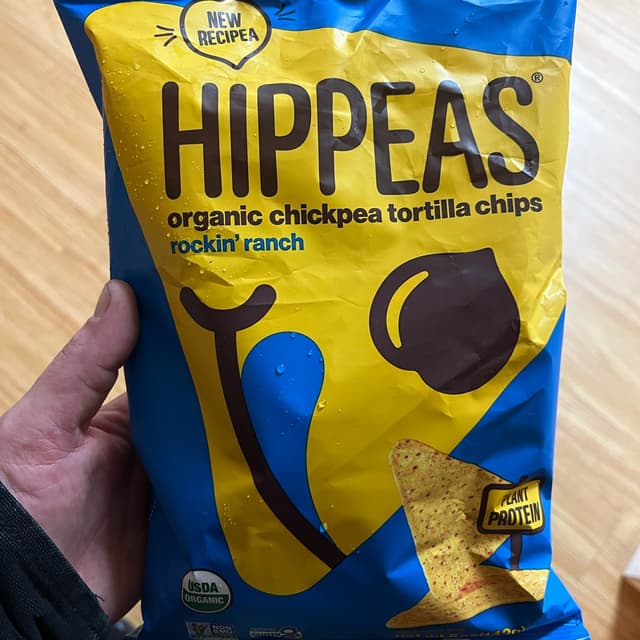 NEW
RECIPEA
HIPPEAS®
organic chickpea tortilla chips
rockin' ranch
PLANT
PROTEIN
USDA
ORGANIC